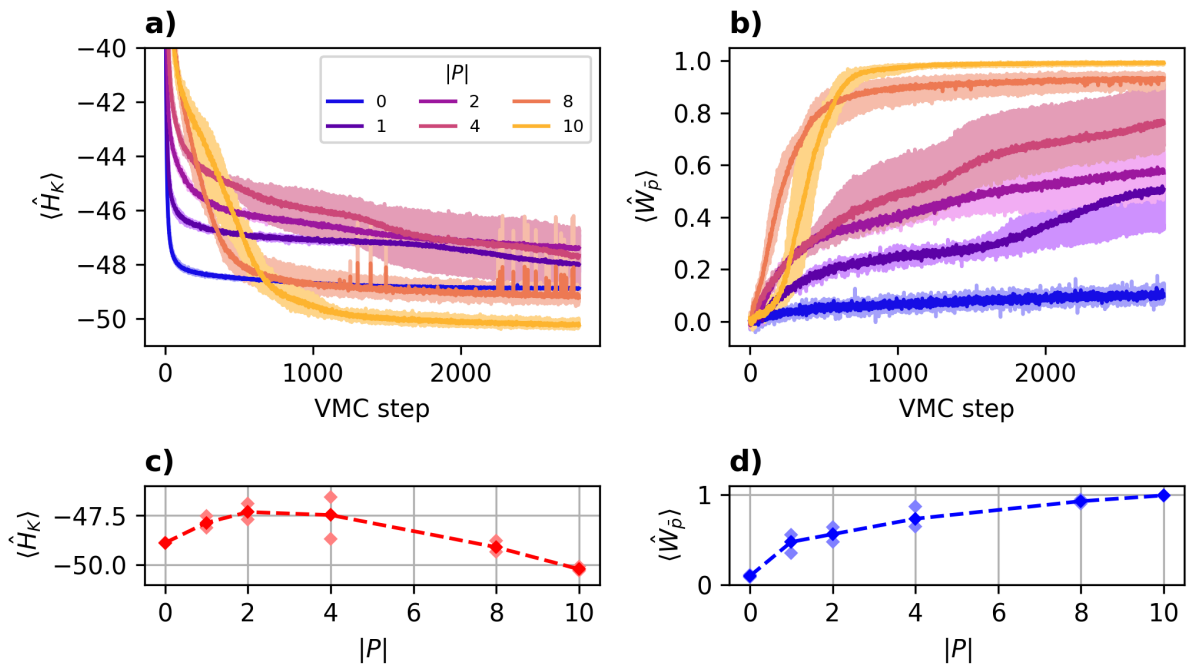 a)
⟨Ĥ_K⟩
−40
−42
−44
−46
−48
−50
|P|
0 2 8
1 4 10
0 1000 2000
VMC step
b)
⟨Ŵ_p̄⟩
1.0
0.8
0.6
0.4
0.2
0.0
0 1000 2000
VMC step
c)
⟨Ĥ_K⟩
−47.5
−50.0
0 2 4 6 8 10
|P|
d)
⟨Ŵ_p̄⟩
1
0
0 2 4 6 8 10
|P|